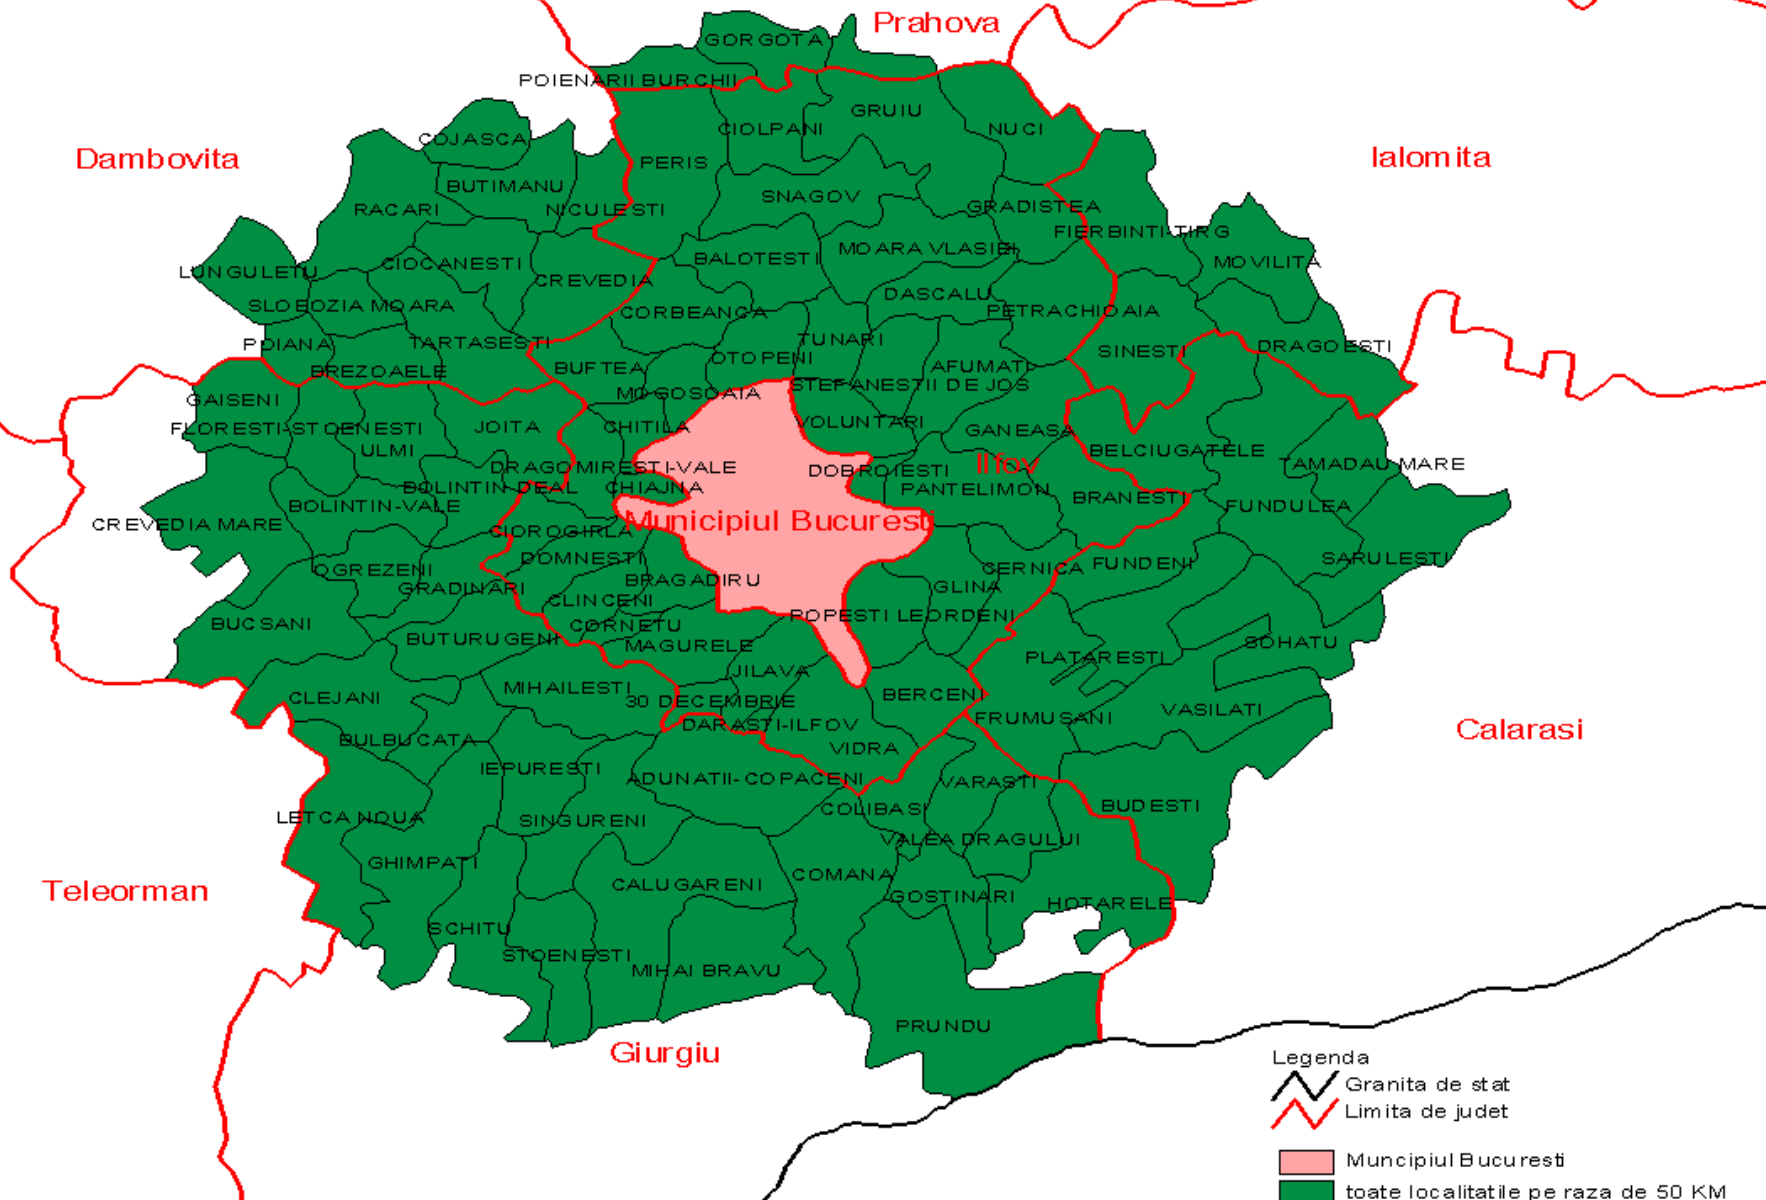 Prahova
GORGOTA
POIENARII BURCHII
GRUIU
CIOLPANI
NUCI
COJASCA
Dambovita
Ialomita
PERIS
BUTIMANU
SNAGOV
RACARI
NICULESTI
GRADISTEA
FIERBINTI-TIRG
MOARA VLASIEI
BALOTESTI
CIOCANESTI
MOVILITA
LUNGULETU
CREVEDIA
DASCALU
SLOBOZIA MOARA
CORBEANCA
PETRACHIOAIA
TUNARI
POIANA
TARTASESTI
DRAGOESTI
SINESTI
OTOPENI
BUFTEA
AFUMATI
BREZOAELE
STEFANESTII DE JOS
MOGOSOAIA
GAISENI
VOLUNTARI
FLORESTI-STOENESTI
JOITA
CHITILA
GANEASA
ULMI
BELCIUGATELE
Ilfov
TAMADAU MARE
DRAGOMIRESTI-VALE
DOBROIESTI
BOLINTIN-DEAL
CHIAJNA
PANTELIMON
BRANESTI
BOLINTIN-VALE
FUNDULEA
CREVEDIA MARE
Municipiul Bucuresti
CIOROGIRLA
DOMNESTI
SARULESTI
CERNICA
FUNDENI
OGREZENI
BRAGADIRU
GRADINARI
GLINA
CLINCENI
POPESTI LEORDENI
BUCSANI
CORNETU
BUTURUGENI
MAGURELE
SOHATU
PLATARESTI
JILAVA
MIHAILESTI
BERCENI
CLEJANI
30 DECEMBRIE
VASILATI
FRUMUSANI
DARASTI-ILFOV
Calarasi
BULBUCATA
VIDRA
IEPURESTI
ADUNATII-COPACENI
VARASTI
BUDESTI
COLIBASI
LETCA NOUA
SINGURENI
VALEA DRAGULUI
GHIMPATI
COMANA
CALUGARENI
Teleorman
GOSTINARI
HOTARELE
SCHITU
STOENESTI
MIHAI BRAVU
PRUNDU
Giurgiu
Legenda
Granita de stat
Limita de judet
Muncipiul Bucuresti
toate localitatile pe raza de 50 KM